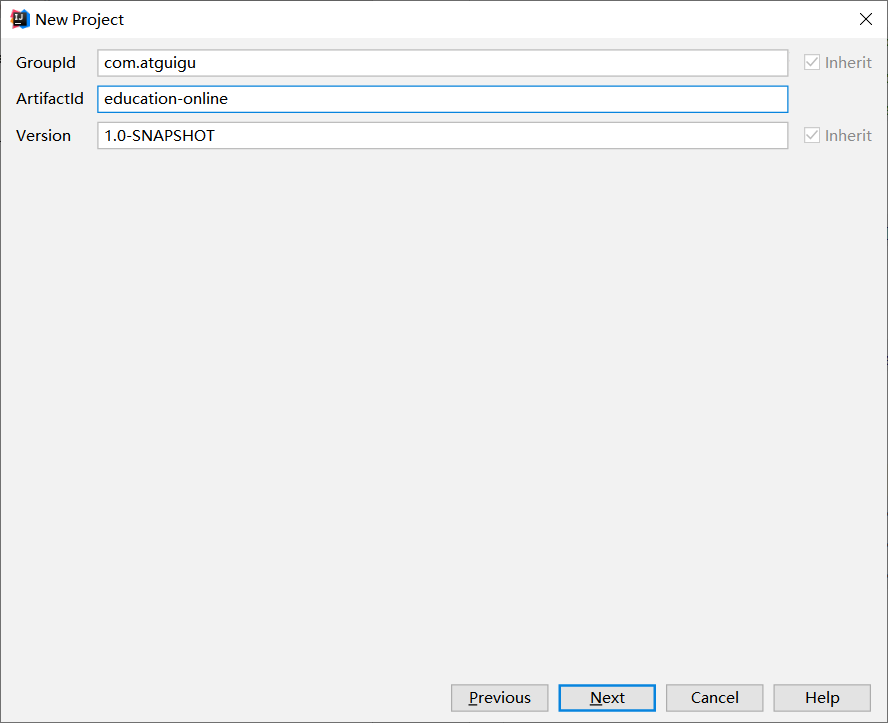 New Project
GroupId com.atguigu Inherit
ArtifactId education-online
Version 1.0-SNAPSHOT Inherit
Previous Next Cancel Help